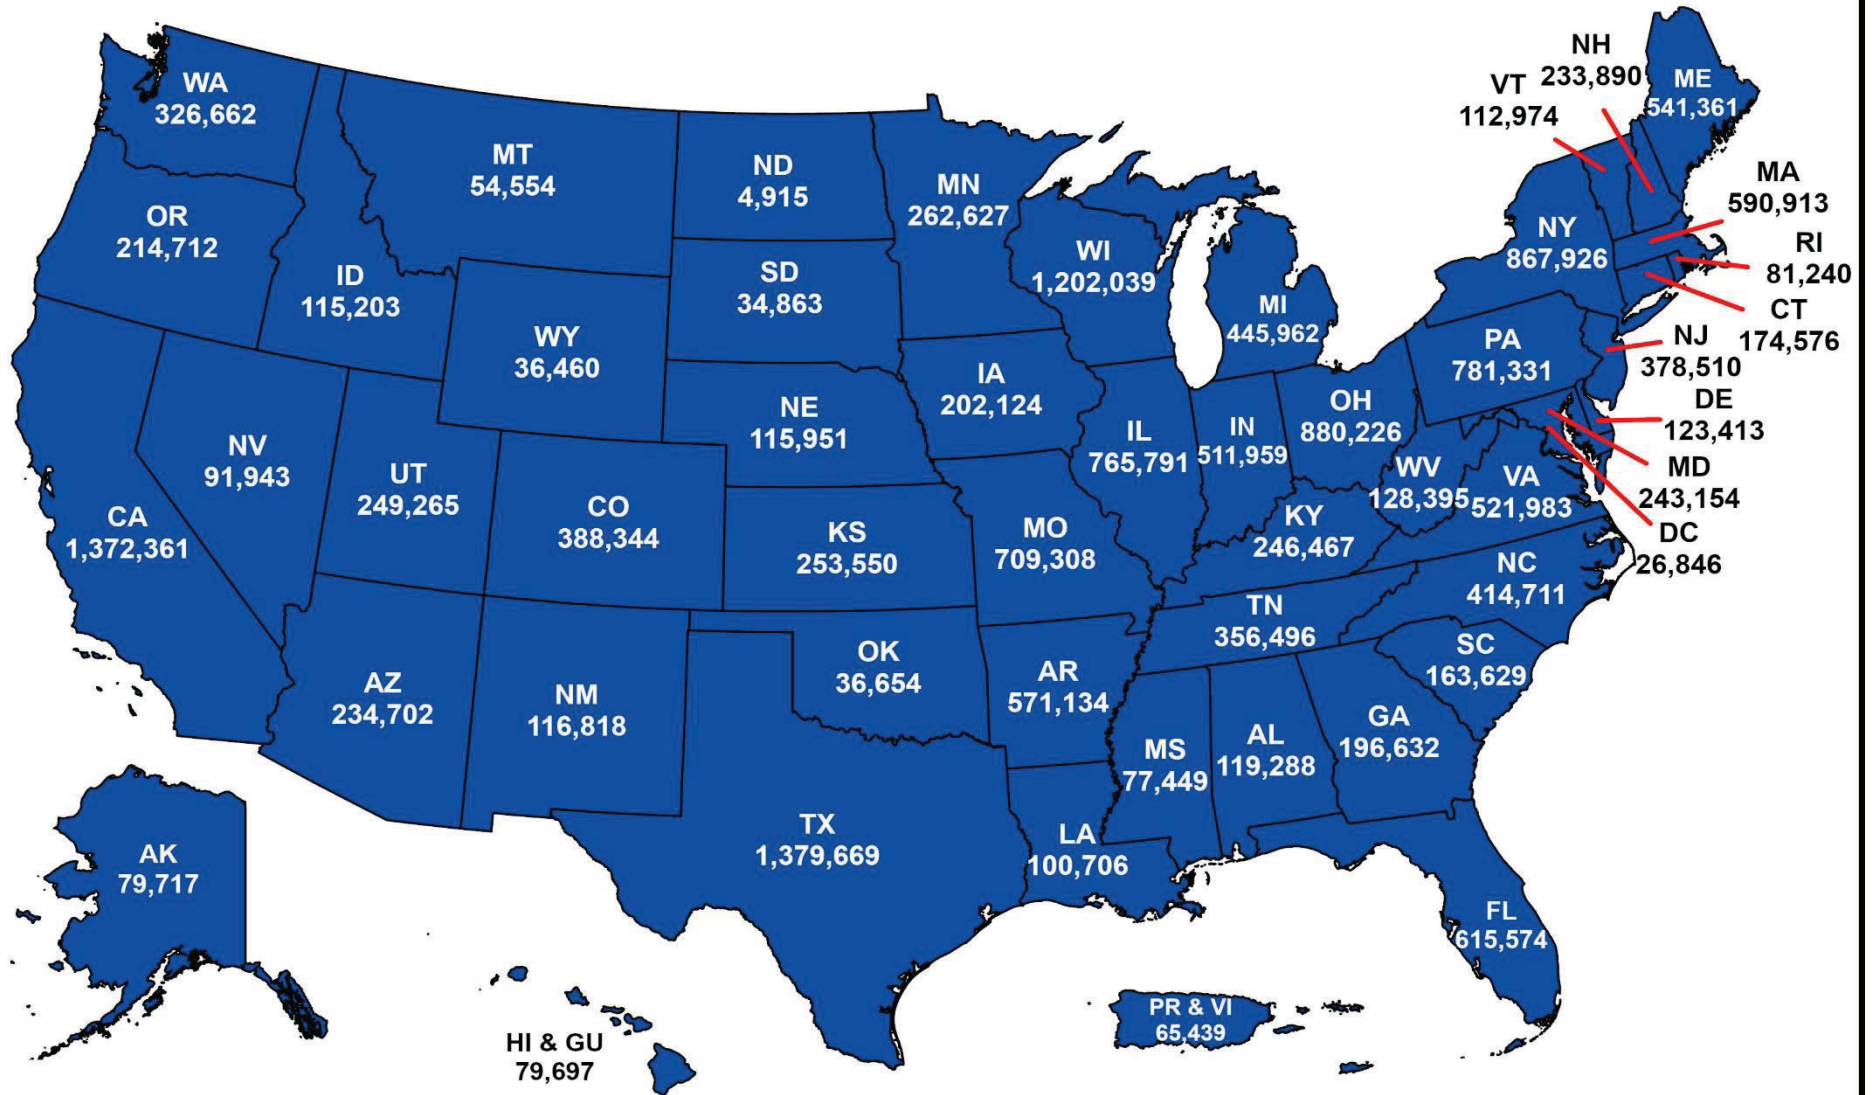 WA
326,662
OR
214,712
CA
1,372,361
ID
115,203
NV
91,943
MT
54,554
WY
36,460
UT
249,265
AZ
234,702
CO
388,344
NM
116,818
ND
4,915
SD
34,863
NE
115,951
KS
253,550
OK
36,654
TX
1,379,669
MN
262,627
IA
202,124
MO
709,308
AR
571,134
LA
100,706
WI
1,202,039
IL
765,791
MI
445,962
IN
511,959
OH
880,226
KY
246,467
TN
356,496
MS
77,449
AL
119,288
GA
196,632
FL
615,574
SC
163,629
NC
414,711
VA
521,983
WV
128,395
PA
781,331
NY
867,926
VT
112,974
NH
233,890
ME
541,361
MA
590,913
RI
81,240
CT
174,576
NJ
378,510
DE
123,413
MD
243,154
DC
26,846
AK
79,717
HI & GU
79,697
PR & VI
65,439